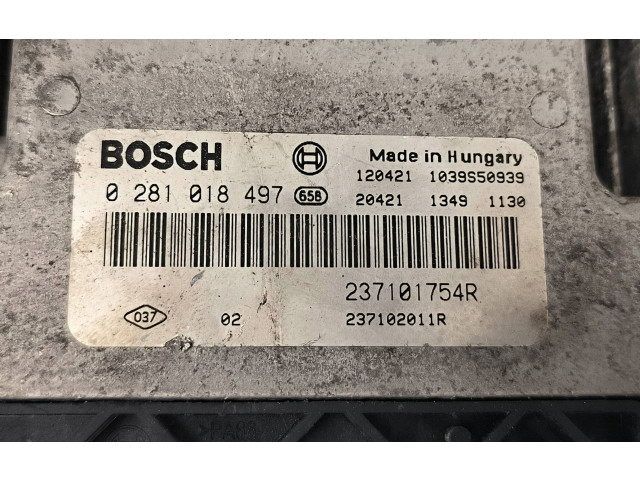 BOSCH Made in Hungary
120421 1039S50939
0 281 018 497 658 20421 1349 1130
237101754R
037 02 237102011R